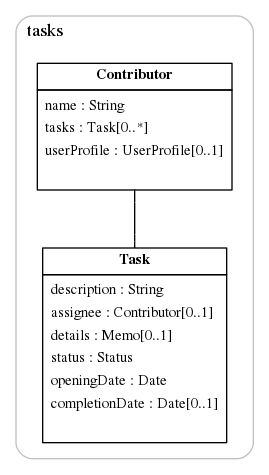 tasks
Contributor
name : String
tasks : Task[0..*]
userProfile : UserProfile[0..1]
Task
description : String
assignee : Contributor[0..1]
details : Memo[0..1]
status : Status
openingDate : Date
completionDate : Date[0..1]